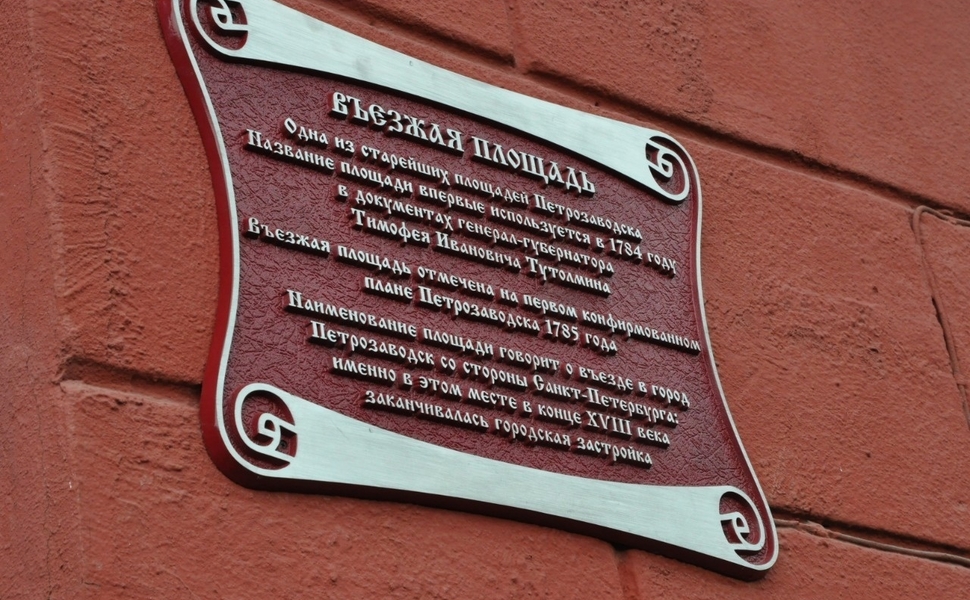 Въезжая площадь
Одна из старейших площадей Петрозаводска
Название площади впервые используется в 1784 году
в документах генерал-губернатора
Тимофея Ивановича Тутолмина
Въезжая площадь отмечена на первом конфирмованном
плане Петрозаводска 1785 года
Наименование площади говорит о въезде в город
Петрозаводск со стороны Санкт-Петербурга:
именно в этом месте в конце XVIII века
заканчивалась городская застройка